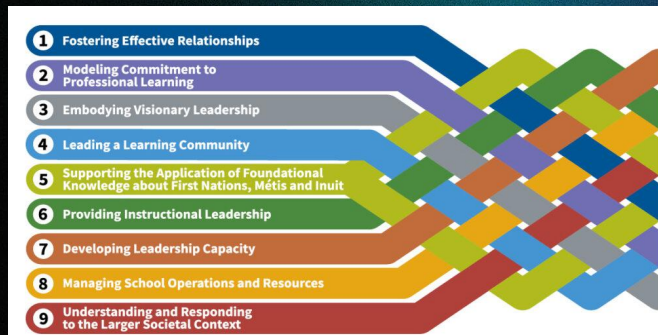 1 Fostering Effective Relationships
2 Modeling Commitment to
Professional Learning
3 Embodying Visionary Leadership
4 Leading a Learning Community
5 Supporting the Application of Foundational
Knowledge about First Nations, Métis and Inuit
6 Providing Instructional Leadership
7 Developing Leadership Capacity
8 Managing School Operations and Resources
9 Understanding and Responding
to the Larger Societal Context